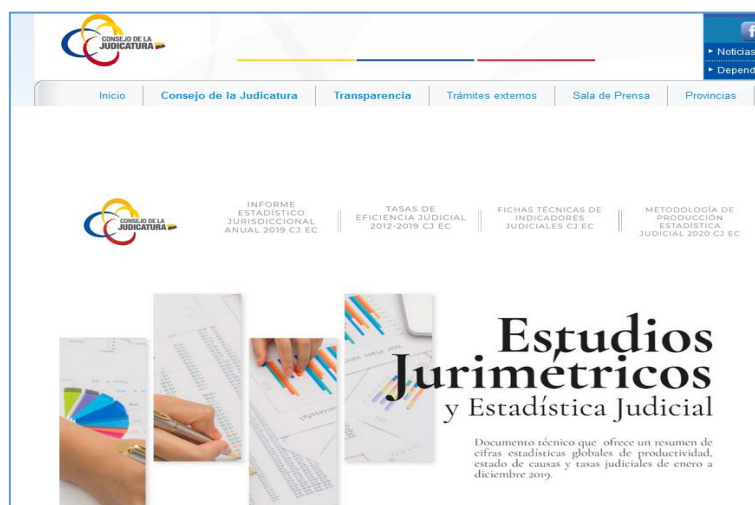 CONSEJO DE LA
JUDICATURA
f
Noticias
Depend
Inicio Consejo de la Judicatura Transparencia Trámites externos Sala de Prensa Provincias
CONSEJO DE LA
JUDICATURA
INFORME
ESTADÍSTICO
JURISDICCIONAL
ANUAL 2019 CJ EC
TASAS DE
EFICIENCIA JUDICIAL
2012-2019 CJ EC
FICHAS TÉCNICAS DE
INDICADORES
JUDICIALES CJ EC
METODOLOGÍA DE
PRODUCCIÓN
ESTADÍSTICA
JUDICIAL 2020 CJ EC
Estudios
Jurimétricos
y Estadística Judicial
Documento técnico que ofrece un resumen de
cifras estadísticas globales de productividad,
estado de causas y tasas judiciales de enero a
diciembre 2019.